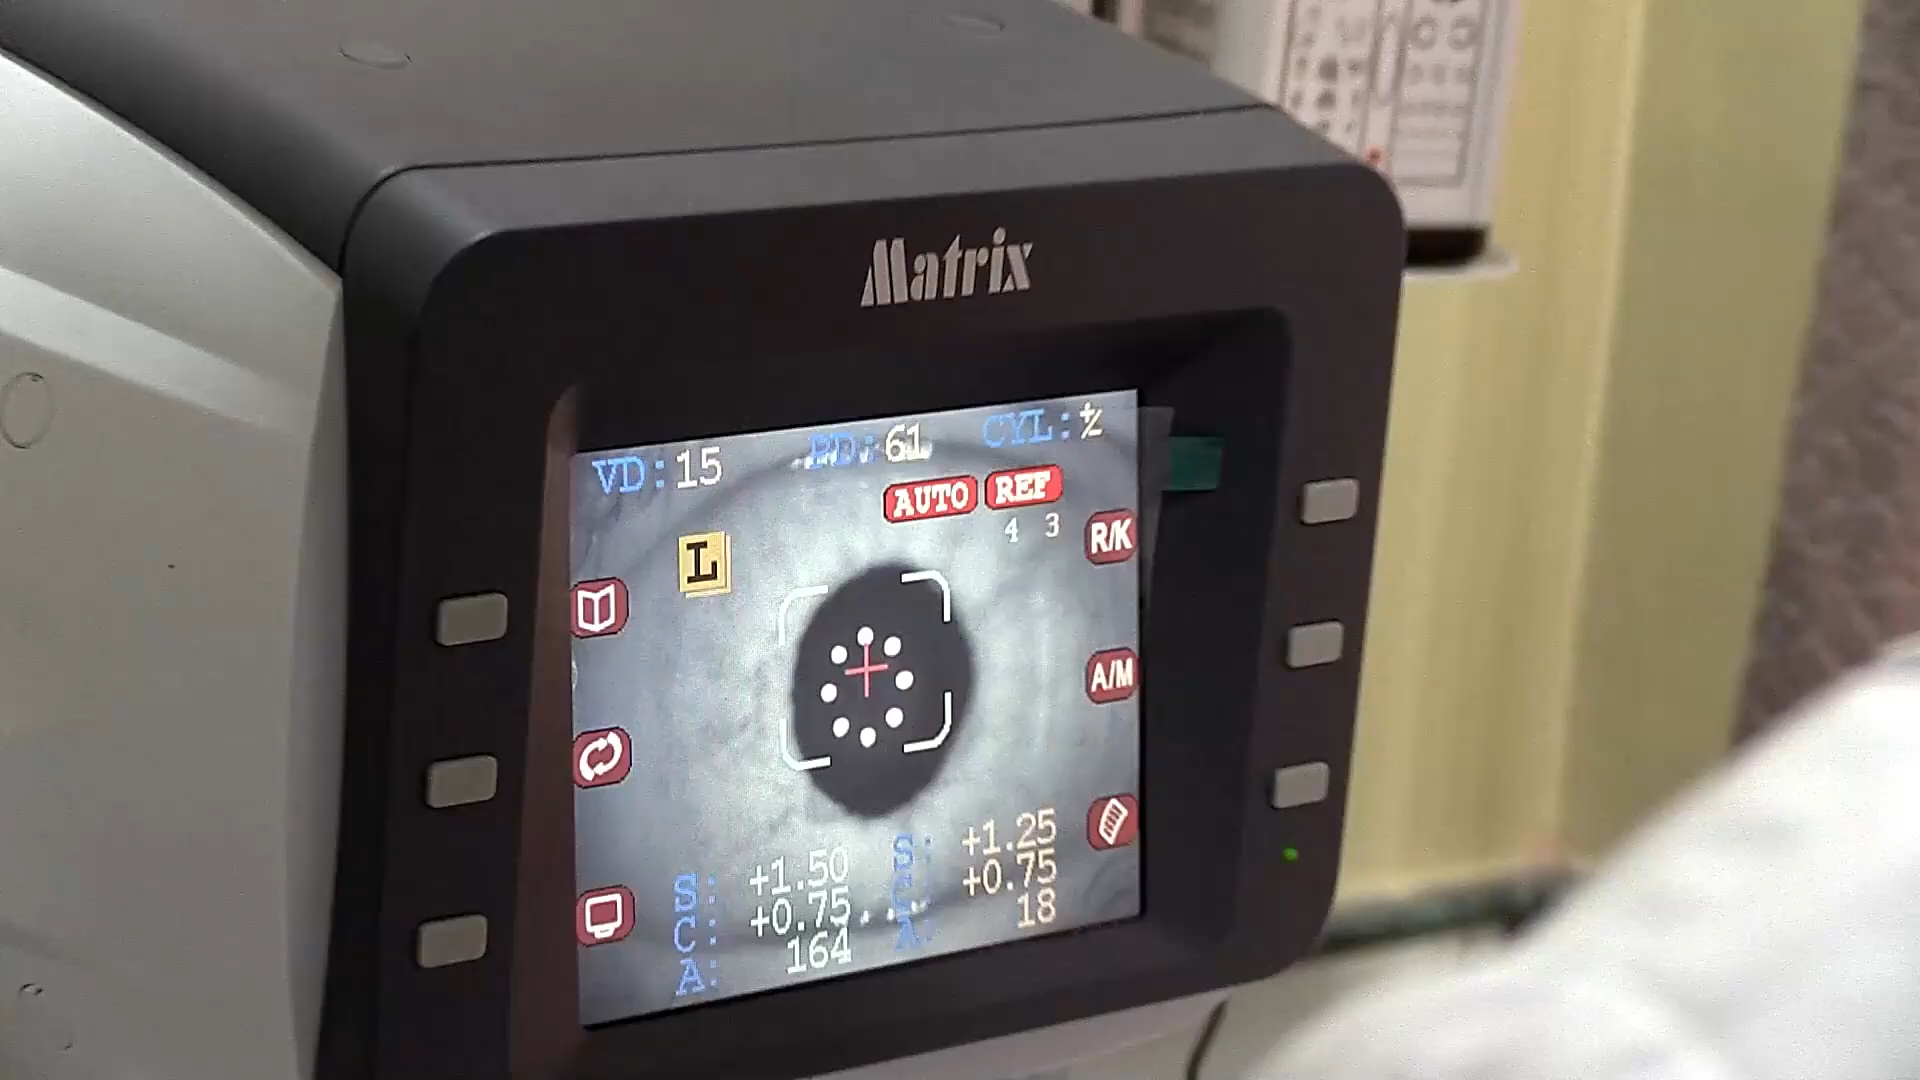 Matrix
VD:15 PD:61 CYL:±
AUTO REF
4 3
R/K
L
A/M
S: +1.50 S: +1.25
C: +0.75 C: +0.75
A: 164 A: 18